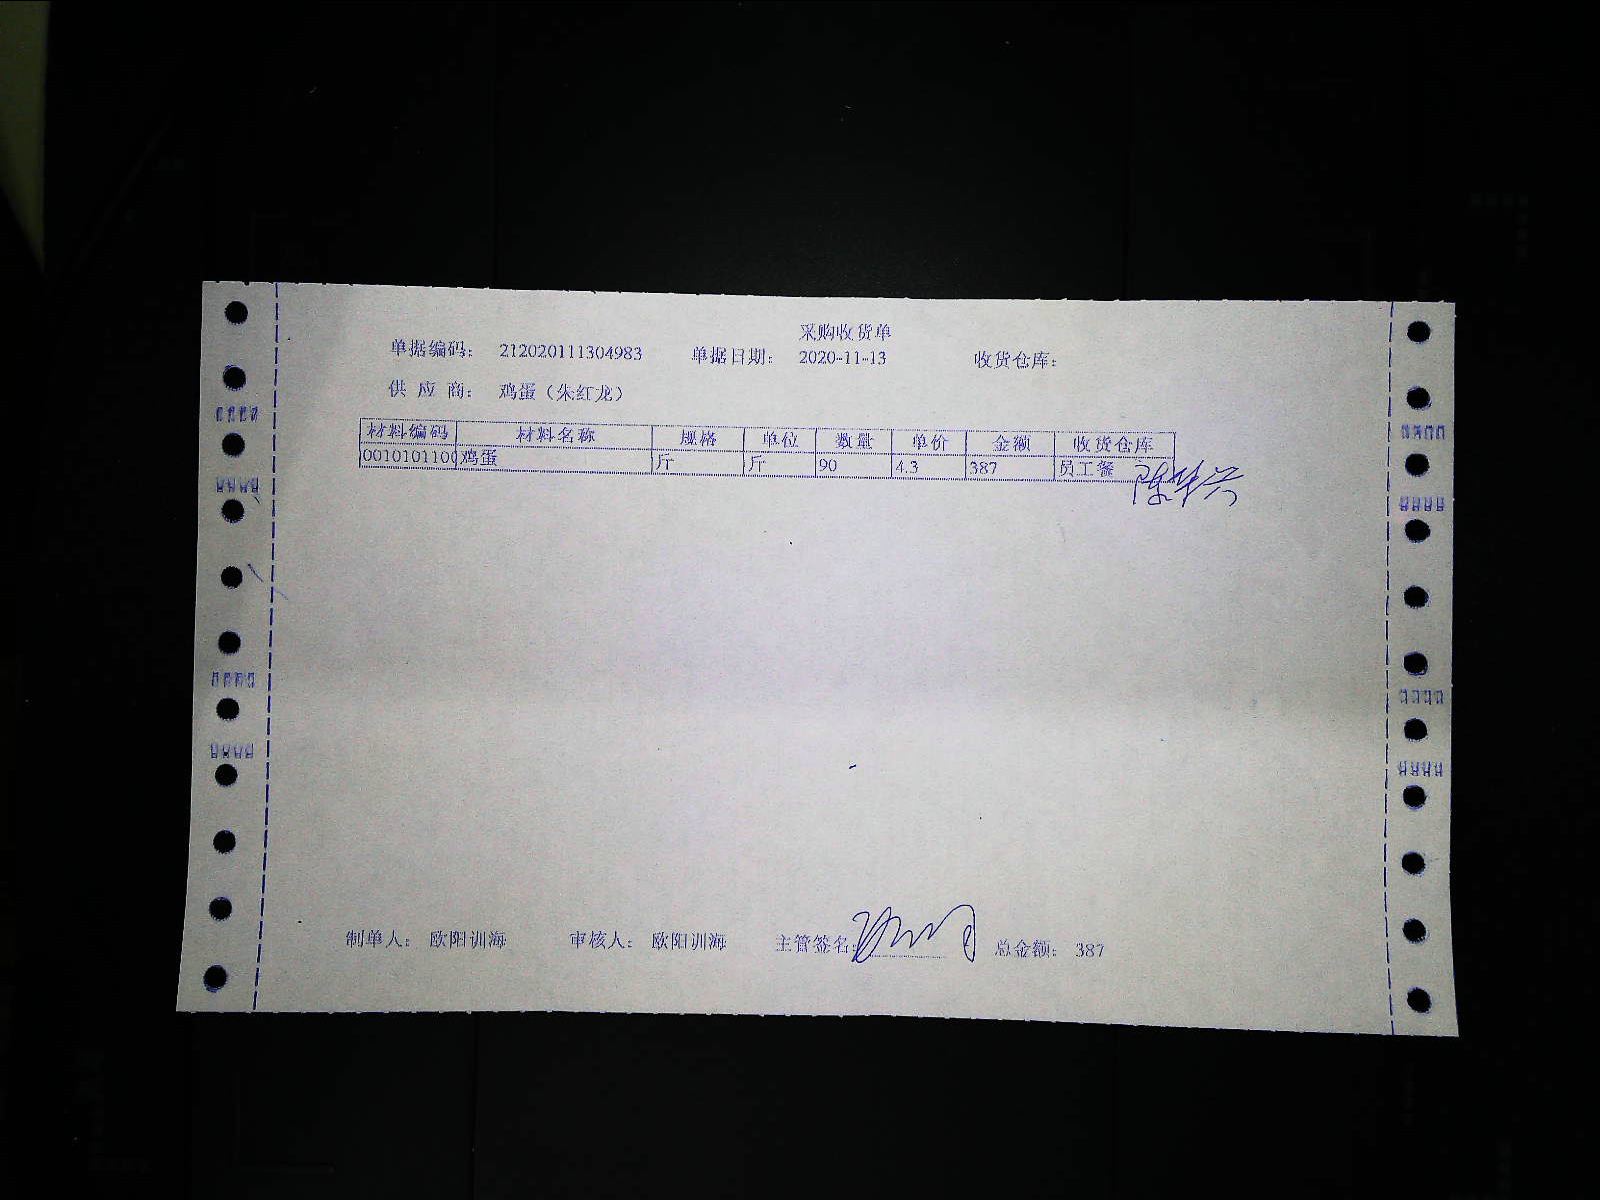 采购收货单
单据编码： 212020111304983 单据日期： 2020-11-13 收货仓库：
供 应 商： 鸡蛋（朱红龙）
材料编码 材料名称 规格 单位 数量 单价 金额 收货仓库
0010101100 鸡蛋 斤 斤 90 4.3 387 员工餐
制单人： 欧阳训海 审核人： 欧阳训海 主管签名： 总金额： 387